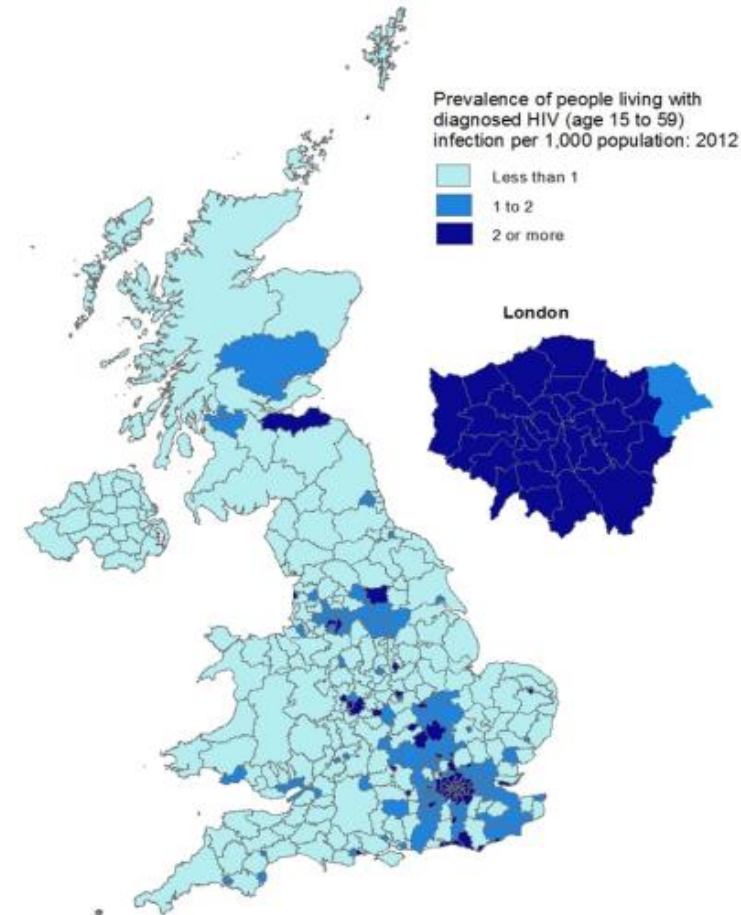 Prevalence of people living with
diagnosed HIV (age 15 to 59)
infection per 1,000 population: 2012
Less than 1
1 to 2
2 or more
London